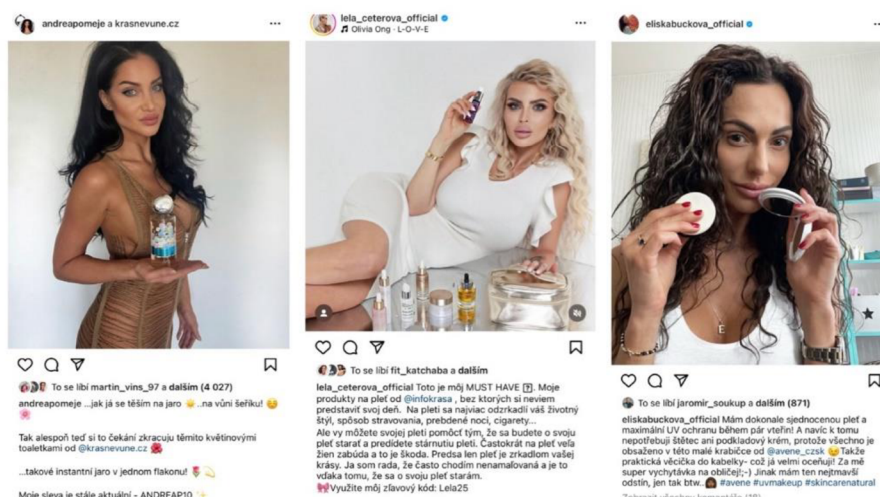 andreapomeje a krasnevune.cz
To se líbí martin_vins_97 a dalším (4 027)
andreapomeje ...jak já se těším na jaro ☀️..na vůni šeříku! ☺️
🌸
Tak alespoň teď si to čekání zkracuju těmito květinovými
toaletkami od @krasnevune.cz 🌺
...takové instantní jaro v jednom flakonu! 🌷💫
Moje sleva je stále aktuální - ANDREAP10 ✨
lela_ceterova_official
Olivia Ong · L-O-V-E
To se líbí fit_katchaba a dalším
lela_ceterova_official Toto je môj MUST HAVE ⍰. Moje
produkty na pleť od @infokrasa , bez ktorých si neviem
predstaviť svoj deň. Na pleti sa najviac odzrkadlí váš životný
štýl, spôsob stravovania, prebdené noci, cigarety...
Ale vy môžete svojej pleti pomôcť tým, že sa budete o svoju
pleť starať a predídete stárnutiu pleti. Častokrát na pleť veľa
žien zabúda a to je škoda. Predsa len pleť je zrkadlom vašej
krásy. Ja som rada, že často chodím nenamaľovaná a je to
vďaka tomu, že sa o svoju pleť starám.
🎀Využite môj zľavový kód: Lela25
eliskabuckova_official
E
To se líbí jaromir_soukup a dalším (871)
eliskabuckova_official Mám dokonale sjednocenou pleť a
maximální UV ochranu během pár vteřin! A navíc k tomu
nepotřebuji štětec ani podkladový krém, protože všechno je
obsaženo v této malé krabičce od @avene_czsk 😉Takže
praktická věcička do kabelky- což já velmi oceňuji! Za mě
super vychytávka na obličej!;-) Jinak mám ten nejtmavší
odstín, jen tak btw..🙈 #avene #uvmakeup #skincarenatural